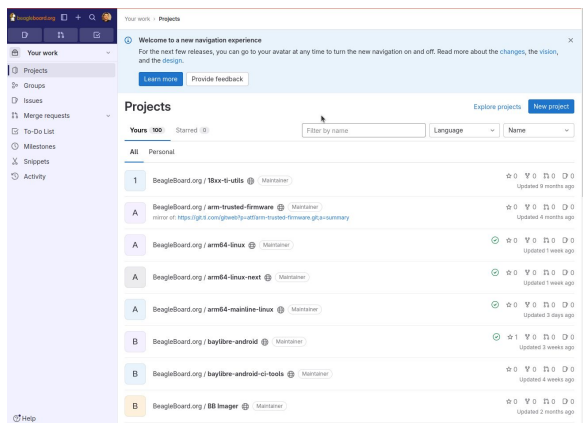 beagleboard.org
Your work › Projects
Welcome to a new navigation experience
For the next few releases, you can go to your avatar at any time to turn the new navigation on and off. Read more about the changes, the vision,
and the design.
Learn more Provide feedback
Your work
Projects
Groups
Issues
Merge requests
To-Do List
Milestones
Snippets
Activity
Help
Projects
Explore projects New project
Yours 100 Starred 0 Filter by name Language Name
All Personal
1 BeagleBoard.org / 18xx-ti-utils Maintainer 0 0 0 0
Updated 9 months ago
A BeagleBoard.org / arm-trusted-firmware Maintainer 0 0 0 0
mirror of: https://git.ti.com/gitweb?p=atf/arm-trusted-firmware.git;a=summary Updated 4 months ago
A BeagleBoard.org / arm64-linux Maintainer 0 0 0 0
Updated 1 week ago
A BeagleBoard.org / arm64-linux-next Maintainer 0 0 0 0
Updated 1 week ago
A BeagleBoard.org / arm64-mainline-linux Maintainer 0 0 0 0
Updated 3 days ago
B BeagleBoard.org / baylibre-android Maintainer 1 0 0 0
Updated 3 weeks ago
B BeagleBoard.org / baylibre-android-ci-tools Maintainer 0 0 0 0
Updated 4 weeks ago
B BeagleBoard.org / BB Imager Maintainer 0 0 0 0
Updated 2 months ago